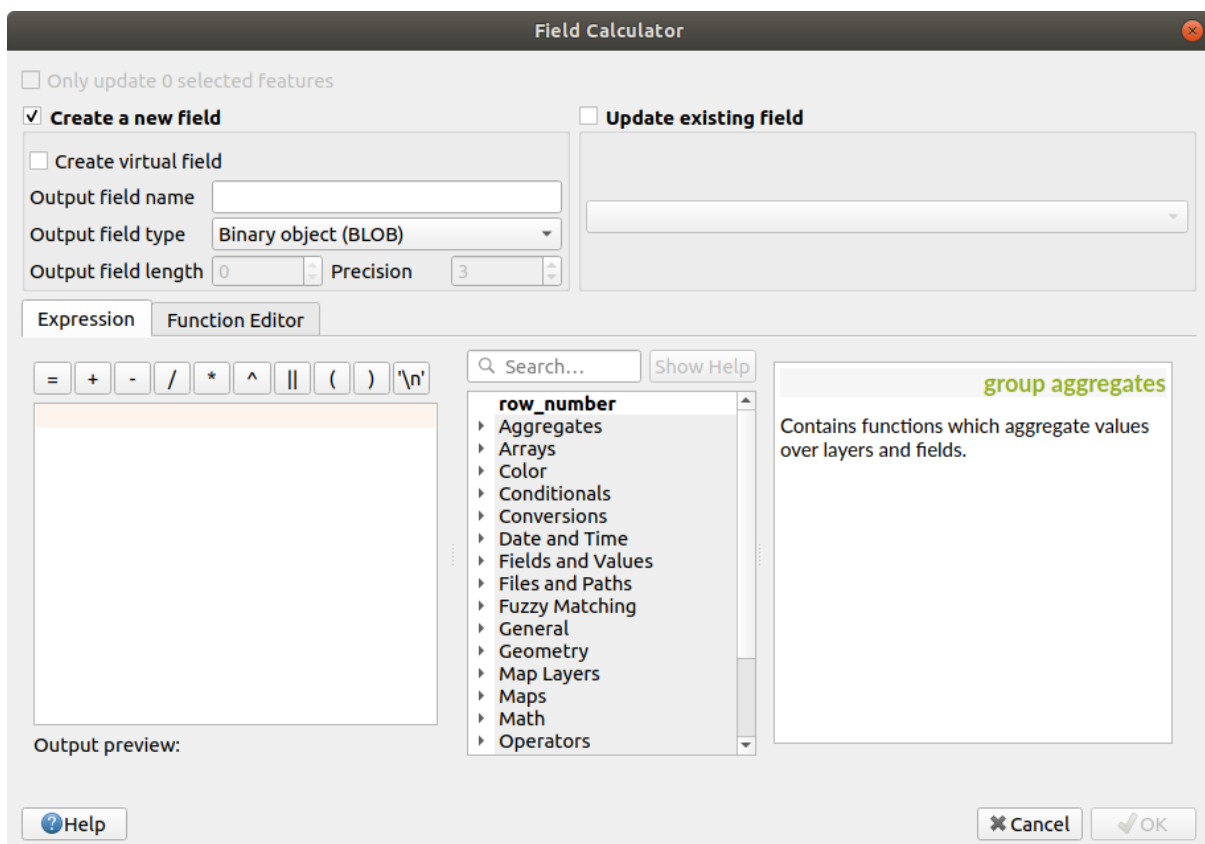 Field Calculator
Only update 0 selected features
Create a new field
Update existing field
Create virtual field
Output field name
Output field type Binary object (BLOB)
Output field length 0 Precision 3
Expression Function Editor
= + - / * ^ || ( ) '\n'
Search... Show Help
row_number
Aggregates
Arrays
Color
Conditionals
Conversions
Date and Time
Fields and Values
Files and Paths
Fuzzy Matching
General
Geometry
Map Layers
Maps
Math
Operators
group aggregates
Contains functions which aggregate values
over layers and fields.
Output preview:
Help
Cancel
OK